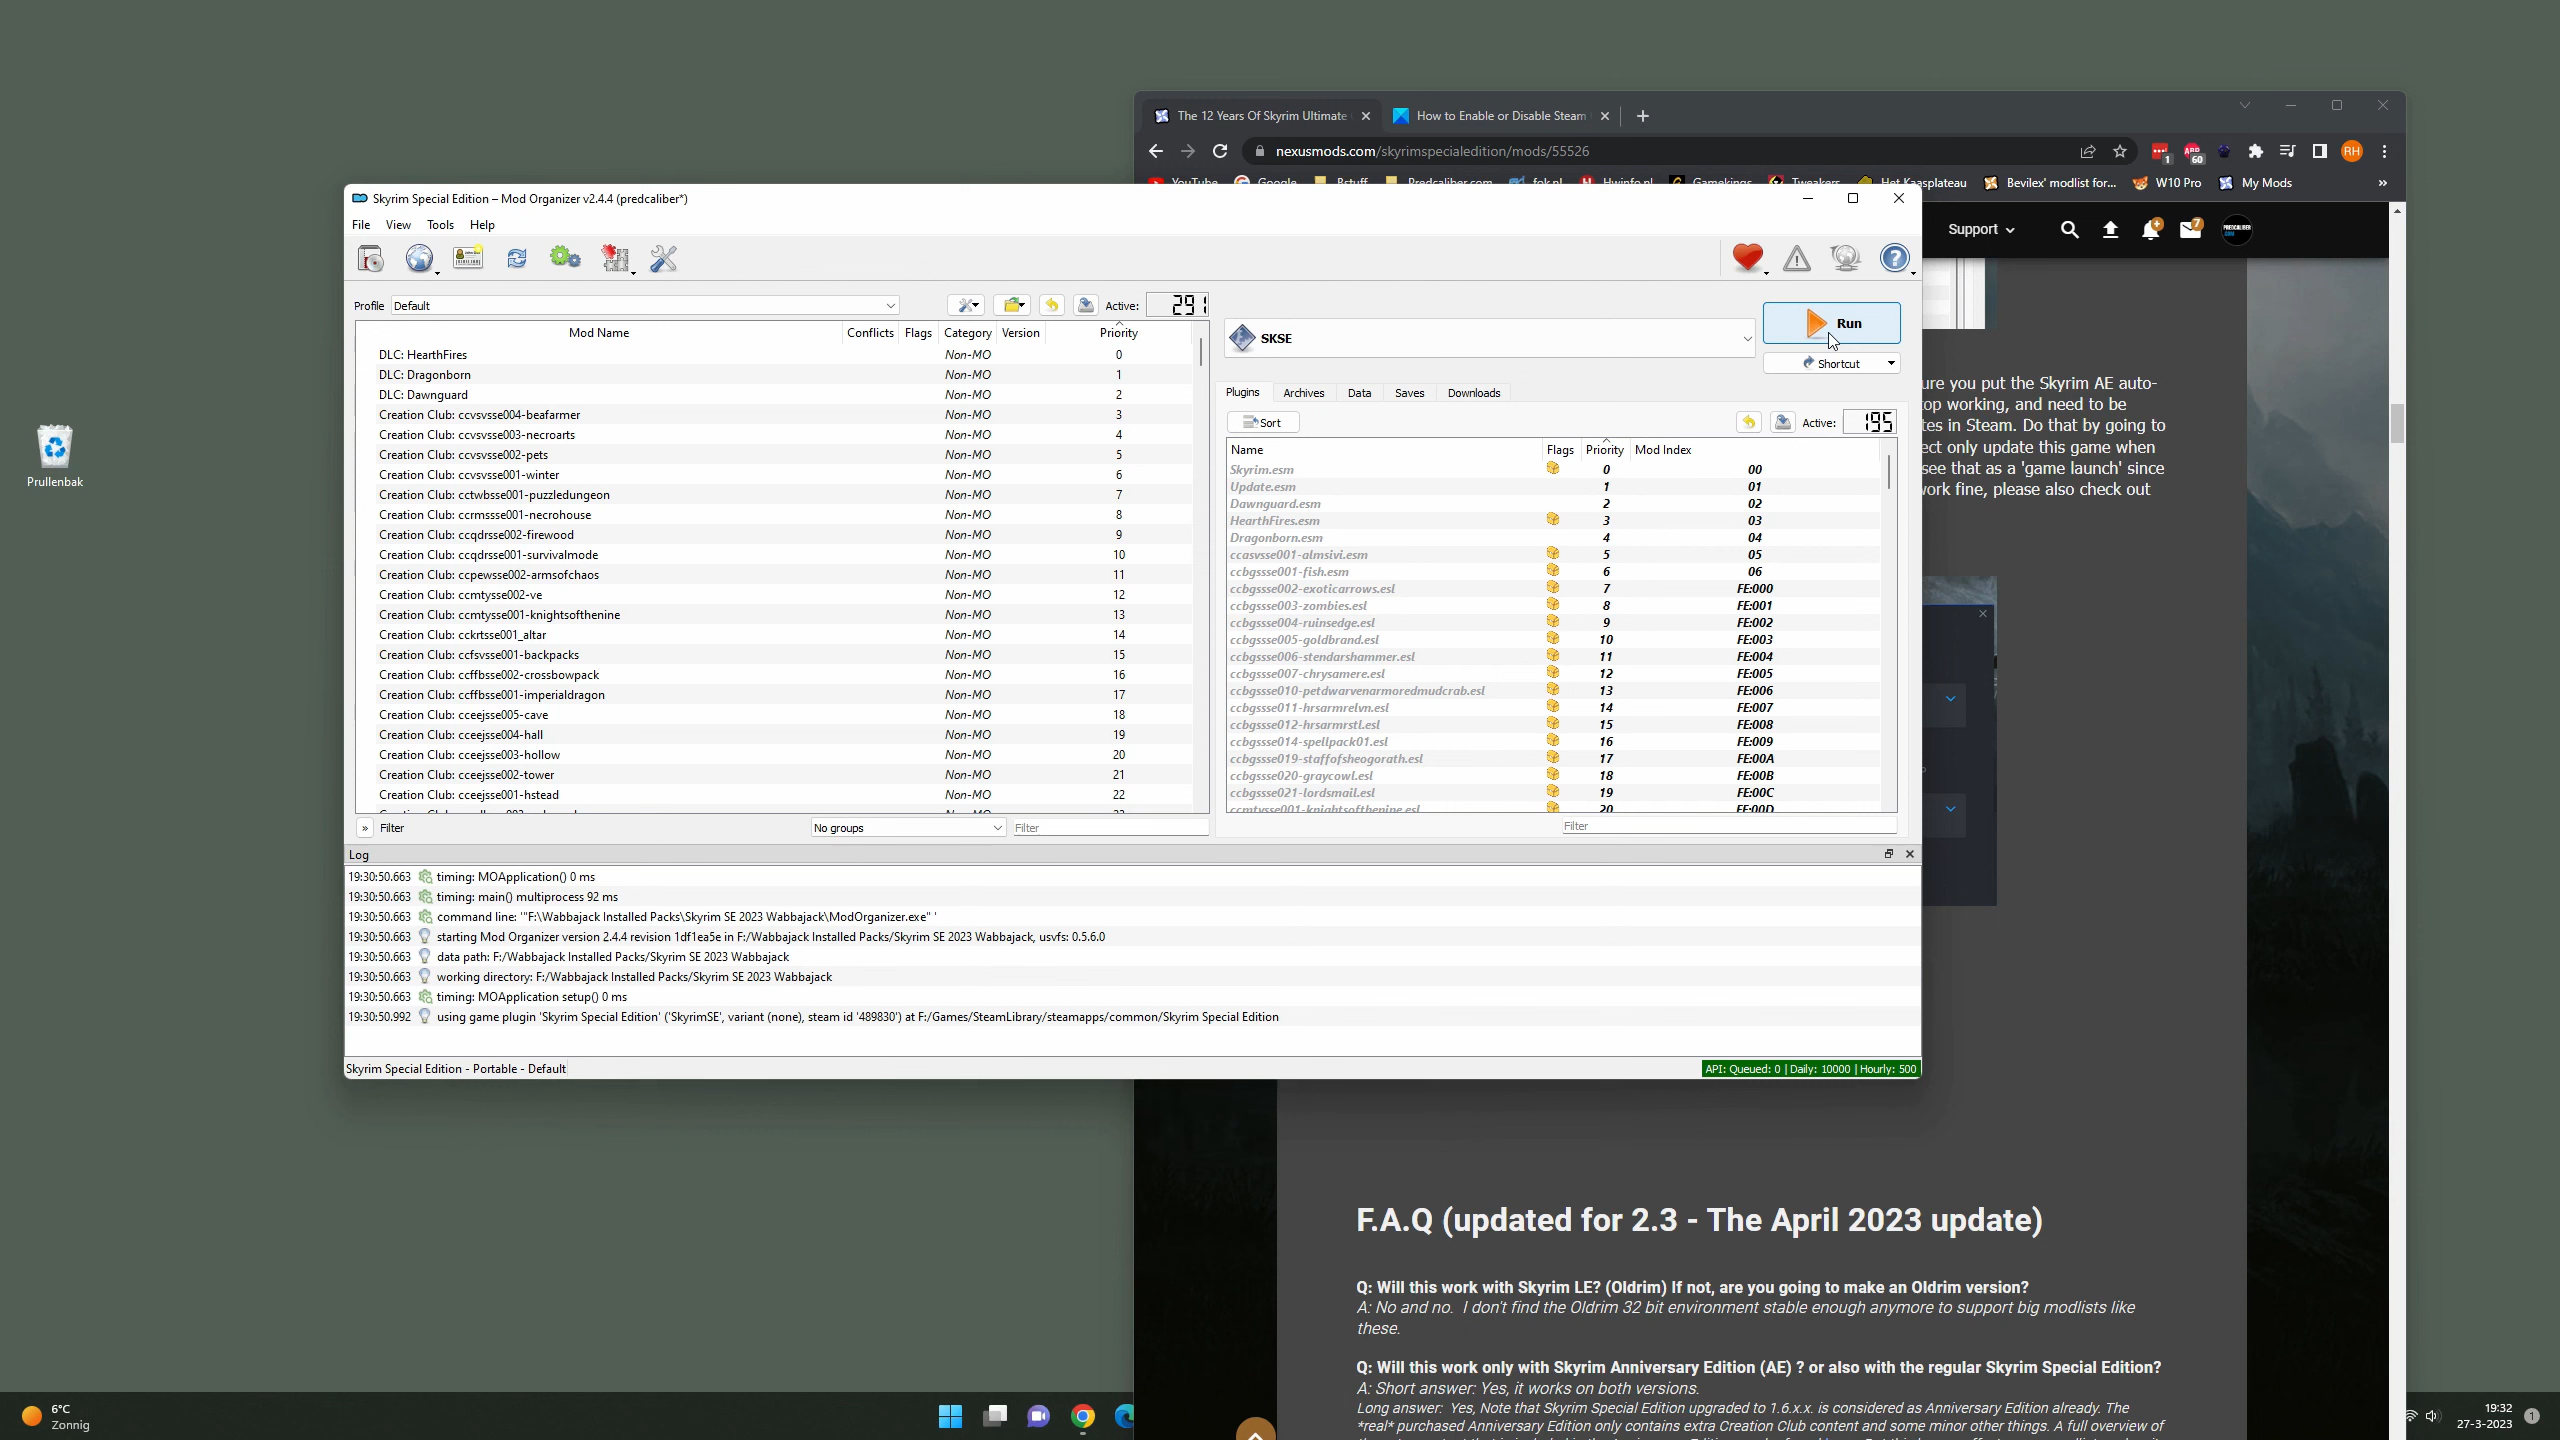 Prullenbak
The 12 Years Of Skyrim Ultimate
How to Enable or Disable Steam
nexusmods.com/skyrimspecialedition/mods/55526
1
60
RH
YouTube Google Bstuff Predcaliber.com fok.nl Hwinfo.nl Gamekings Tweakers Het Kaasplateau Bevilex' modlist for... W10 Pro My Mods »
Support
7
Skyrim Special Edition – Mod Organizer v2.4.4 (predcaliber*)
File View Tools Help
Profile Default
Active: 291
Mod Name Conflicts Flags Category Version Priority
DLC: HearthFires Non-MO 0
DLC: Dragonborn Non-MO 1
DLC: Dawnguard Non-MO 2
Creation Club: ccvsvsse004-beafarmer Non-MO 3
Creation Club: ccvsvsse003-necroarts Non-MO 4
Creation Club: ccvsvsse002-pets Non-MO 5
Creation Club: ccvsvsse001-winter Non-MO 6
Creation Club: cctwbsse001-puzzledungeon Non-MO 7
Creation Club: ccrmssse001-necrohouse Non-MO 8
Creation Club: ccqdrsse002-firewood Non-MO 9
Creation Club: ccqdrsse001-survivalmode Non-MO 10
Creation Club: ccpewsse002-armsofchaos Non-MO 11
Creation Club: ccmtysse002-ve Non-MO 12
Creation Club: ccmtysse001-knightsofthenine Non-MO 13
Creation Club: cckrtsse001_altar Non-MO 14
Creation Club: ccfsvsse001-backpacks Non-MO 15
Creation Club: ccffbsse002-crossbowpack Non-MO 16
Creation Club: ccffbsse001-imperialdragon Non-MO 17
Creation Club: cceejsse005-cave Non-MO 18
Creation Club: cceejsse004-hall Non-MO 19
Creation Club: cceejsse003-hollow Non-MO 20
Creation Club: cceejsse002-tower Non-MO 21
Creation Club: cceejsse001-hstead Non-MO 22
» Filter
No groups
Filter
SKSE
Run
Shortcut
Plugins Archives Data Saves Downloads
Sort
Active: 195
Name Flags Priority Mod Index
Skyrim.esm 0 00
Update.esm 1 01
Dawnguard.esm 2 02
HearthFires.esm 3 03
Dragonborn.esm 4 04
ccasvsse001-almsivi.esm 5 05
ccbgssse001-fish.esm 6 06
ccbgssse002-exoticarrows.esl 7 FE:000
ccbgssse003-zombies.esl 8 FE:001
ccbgssse004-ruinsedge.esl 9 FE:002
ccbgssse005-goldbrand.esl 10 FE:003
ccbgssse006-stendarshammer.esl 11 FE:004
ccbgssse007-chrysamere.esl 12 FE:005
ccbgssse010-petdwarvenarmoredmudcrab.esl 13 FE:006
ccbgssse011-hrsarmrelvn.esl 14 FE:007
ccbgssse012-hrsarmrstl.esl 15 FE:008
ccbgssse014-spellpack01.esl 16 FE:009
ccbgssse019-staffofsheogorath.esl 17 FE:00A
ccbgssse020-graycowl.esl 18 FE:00B
ccbgssse021-lordsmail.esl 19 FE:00C
ccmtysse001-knightsofthenine.esl 20 FE:00D
Filter
Log
19:30:50.663 timing: MOApplication() 0 ms
19:30:50.663 timing: main() multiprocess 92 ms
19:30:50.663 command line: '"F:\Wabbajack Installed Packs\Skyrim SE 2023 Wabbajack\ModOrganizer.exe" '
19:30:50.663 starting Mod Organizer version 2.4.4 revision 1df1ea5e in F:/Wabbajack Installed Packs/Skyrim SE 2023 Wabbajack, usvfs: 0.5.6.0
19:30:50.663 data path: F:/Wabbajack Installed Packs/Skyrim SE 2023 Wabbajack
19:30:50.663 working directory: F:/Wabbajack Installed Packs/Skyrim SE 2023 Wabbajack
19:30:50.663 timing: MOApplication setup() 0 ms
19:30:50.992 using game plugin 'Skyrim Special Edition' ('SkyrimSE', variant (none), steam id '489830') at F:/Games/SteamLibrary/steamapps/common/Skyrim Special Edition
Skyrim Special Edition - Portable - Default
API: Queued: 0 | Daily: 10000 | Hourly: 500
ure you put the Skyrim AE auto-
op working, and need to be
tes in Steam. Do that by going to
ect only update this game when
see that as a 'game launch' since
ork fine, please also check out
F.A.Q (updated for 2.3 - The April 2023 update)
Q: Will this work with Skyrim LE? (Oldrim) If not, are you going to make an Oldrim version?
A: No and no. I don't find the Oldrim 32 bit environment stable enough anymore to support big modlists like
these.
Q: Will this work only with Skyrim Anniversary Edition (AE) ? or also with the regular Skyrim Special Edition?
A: Short answer: Yes, it works on both versions.
Long answer: Yes, Note that Skyrim Special Edition upgraded to 1.6.x.x. is considered as Anniversary Edition already. The
*real* purchased Anniversary Edition only contains extra Creation Club content and some minor other things. A full overview of
6°C
Zonnig
19:32
27-3-2023
1